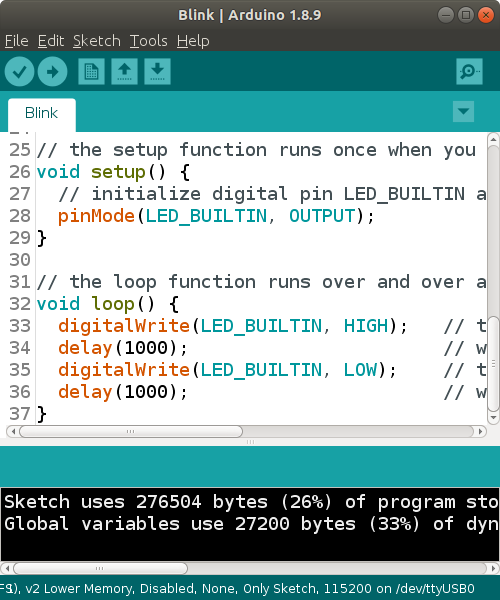 Blink | Arduino 1.8.9
File Edit Sketch Tools Help
Blink
25 // the setup function runs once when you
26 void setup() {
27   // initialize digital pin LED_BUILTIN a
28   pinMode(LED_BUILTIN, OUTPUT);
29 }
30
31 // the loop function runs over and over a
32 void loop() {
33   digitalWrite(LED_BUILTIN, HIGH);   // t
34   delay(1000);                       // w
35   digitalWrite(LED_BUILTIN, LOW);    // t
36   delay(1000);                       // w
37 }
Sketch uses 276504 bytes (26%) of program sto
Global variables use 27200 bytes (33%) of dyn
v2 Lower Memory, Disabled, None, Only Sketch, 115200 on /dev/ttyUSB0